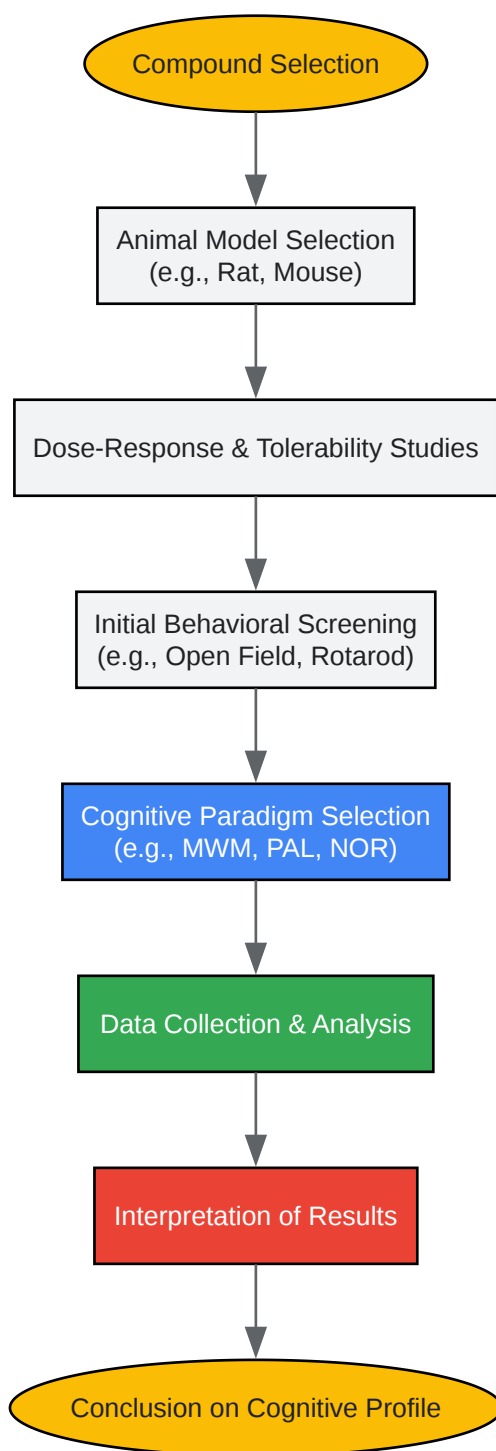 Compound Selection
Animal Model Selection
(e.g., Rat, Mouse)
Dose-Response & Tolerability Studies
Initial Behavioral Screening
(e.g., Open Field, Rotarod)
Cognitive Paradigm Selection
(e.g., MWM, PAL, NOR)
Data Collection & Analysis
Interpretation of Results
Conclusion on Cognitive Profile